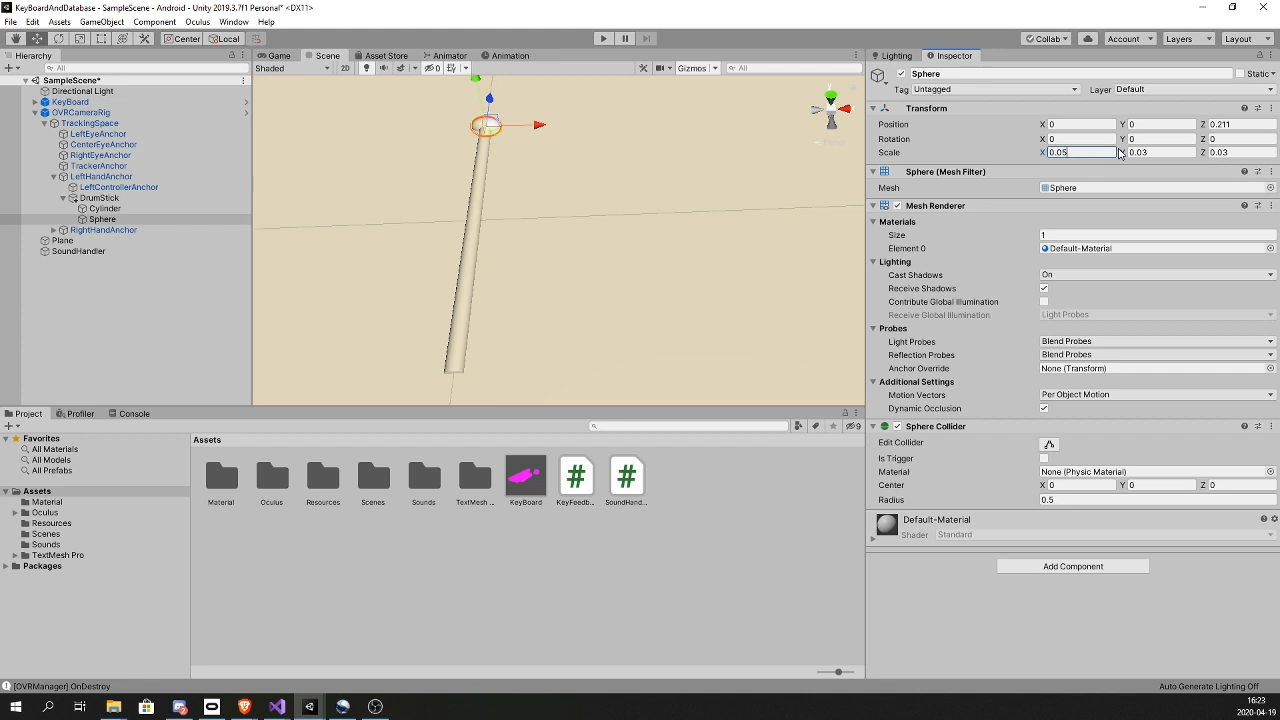 KeyBoardAndDatabase - SampleScene - Android - Unity 2019.3.7f1 Personal* <DX11>
File Edit Assets GameObject Component Oculus Window Help
Center Local Collab Account Layers Layout
Hierarchy Game Scene Asset Store Animator Animation Lighting Inspector
All Shaded 2D 0 Gizmos All Sphere Static
SampleScene* Tag Untagged Layer Default
Directional Light
KeyBoard
OVRCameraRig
TrackingSpace
LeftEyeAnchor
CenterEyeAnchor
RightEyeAnchor
TrackerAnchor
LeftHandAnchor
LeftControllerAnchor
DrumStick
Cylinder
Sphere
RightHandAnchor
Plane
SoundHandler
Transform
Position X 0 Y 0 Z 0.211
Rotation X 0 Y 0 Z 0
Scale X 0.05 Y 0.03 Z 0.03
Sphere (Mesh Filter)
Mesh Sphere
Mesh Renderer
Materials
Size 1
Element 0 Default-Material
Lighting
Cast Shadows On
Receive Shadows
Contribute Global Illumination
Receive Global Illumination Light Probes
Probes
Light Probes Blend Probes
Reflection Probes Blend Probes
Anchor Override None (Transform)
Additional Settings
Motion Vectors Per Object Motion
Dynamic Occlusion
Sphere Collider
Edit Collider
Is Trigger
Material None (Physic Material)
Center X 0 Y 0 Z 0
Radius 0.5
Default-Material
Shader Standard
Add Component
Project Profiler Console
9
Favorites
All Materials
All Models
All Prefabs
Assets
Material
Oculus
Resources
Scenes
Sounds
TextMesh Pro
Packages
Assets
Material Oculus Resources Scenes Sounds TextMesh ... KeyBoard KeyFeedb... SoundHand...
[OVRManager] OnDestroy Auto Generate Lighting Off
16:23
2020-04-19